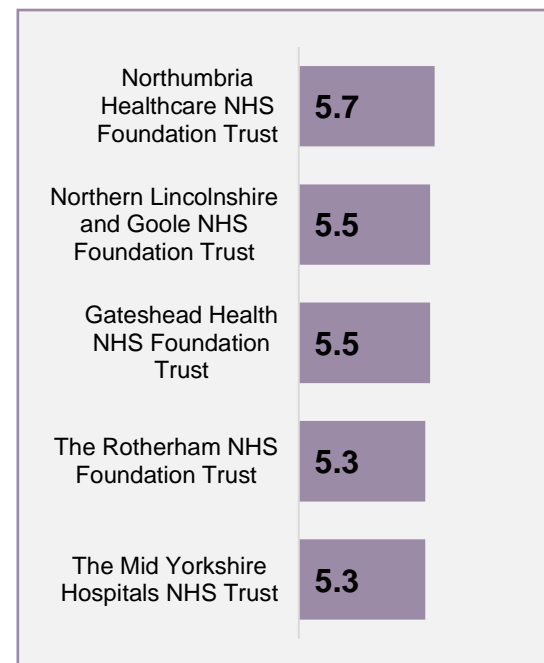 Northumbria
Healthcare NHS
Foundation Trust
5.7
Northern Lincolnshire
and Goole NHS
Foundation Trust
5.5
Gateshead Health
NHS Foundation
Trust
5.5
The Rotherham NHS
Foundation Trust
5.3
The Mid Yorkshire
Hospitals NHS Trust
5.3